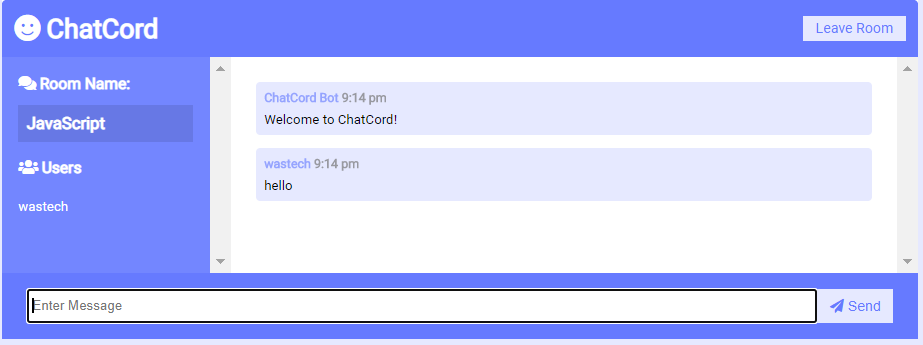 ChatCord
Leave Room
Room Name:
JavaScript
Users
wastech
ChatCord Bot 9:14 pm
Welcome to ChatCord!
wastech 9:14 pm
hello
Enter Message
Send